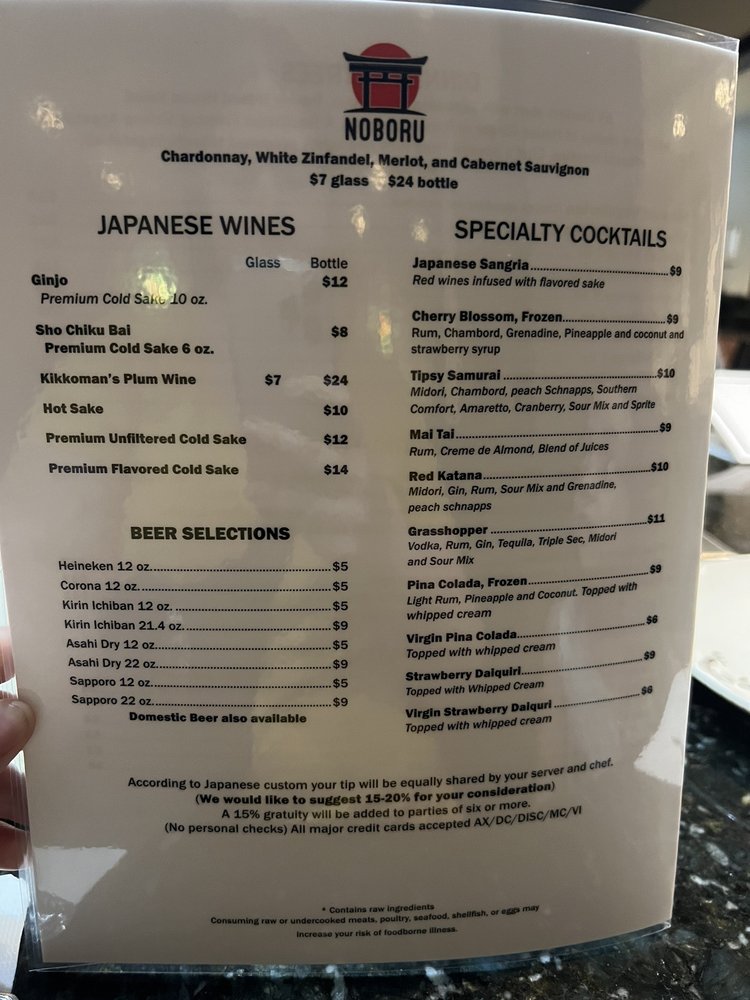 NOBORU
Chardonnay, White Zinfandel, Merlot, and Cabernet Sauvignon
$7 glass $24 bottle
JAPANESE WINES
Glass Bottle
Ginjo $12
Premium Cold Sake 10 oz.
Sho Chiku Bai $8
Premium Cold Sake 6 oz.
Kikkoman's Plum Wine $7 $24
Hot Sake $10
Premium Unfiltered Cold Sake $12
Premium Flavored Cold Sake $14
BEER SELECTIONS
Heineken 12 oz. $5
Corona 12 oz. $5
Kirin Ichiban 12 oz. $5
Kirin Ichiban 21.4 oz. $9
Asahi Dry 12 oz. $5
Asahi Dry 22 oz. $9
Sapporo 12 oz. $5
Sapporo 22 oz. $9
Domestic Beer also available
SPECIALTY COCKTAILS
Japanese Sangria $9
Red wines infused with flavored sake
Cherry Blossom, Frozen $9
Rum, Chambord, Grenadine, Pineapple and coconut and
strawberry syrup
Tipsy Samurai $10
Midori, Chambord, peach Schnapps, Southern
Comfort, Amaretto, Cranberry, Sour Mix and Sprite
Mai Tai $9
Rum, Creme de Almond, Blend of Juices
Red Katana $10
Midori, Gin, Rum, Sour Mix and Grenadine,
peach schnapps
Grasshopper $11
Vodka, Rum, Gin, Tequila, Triple Sec, Midori
and Sour Mix
Pina Colada, Frozen $9
Light Rum, Pineapple and Coconut. Topped with
whipped cream
Virgin Pina Colada $6
Topped with whipped cream
Strawberry Daiquiri $9
Topped with Whipped Cream
Virgin Strawberry Daiquri $6
Topped with whipped cream
According to Japanese custom your tip will be equally shared by your server and chef.
(We would like to suggest 15-20% for your consideration)
A 15% gratuity will be added to parties of six or more.
(No personal checks) All major credit cards accepted AX/DC/DISC/MC/VI
* Contains raw ingredients
Consuming raw or undercooked meats, poultry, seafood, shellfish, or eggs may
Increase your risk of foodborne illness.